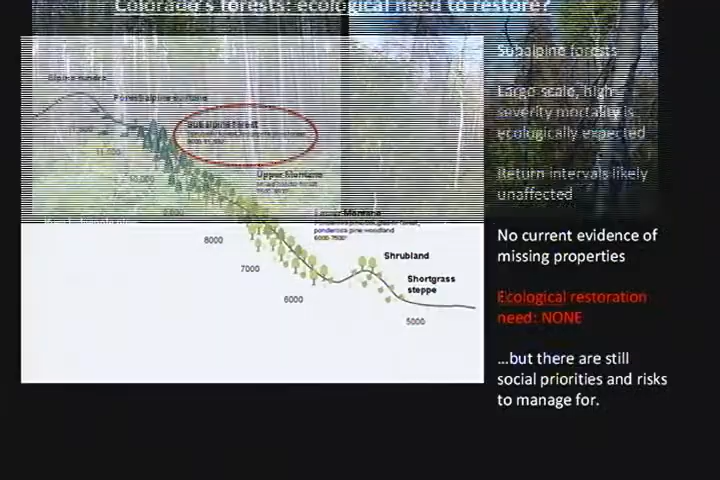 Colorado's forests: ecological need to restore?
Subalpine forests
Large scale, high
severity mortality is
ecologically expected
Return intervals likely
unaffected
No current evidence of
missing properties
Ecological restoration
need: NONE
...but there are still
social priorities and risks
to manage for.
Alpine tundra
Subalpine forest
11,000
10,000
Upper Montane
Lower Montane
ponderosa pine woodland
8000
7000
6000
Shrubland
Shortgrass
steppe
5000